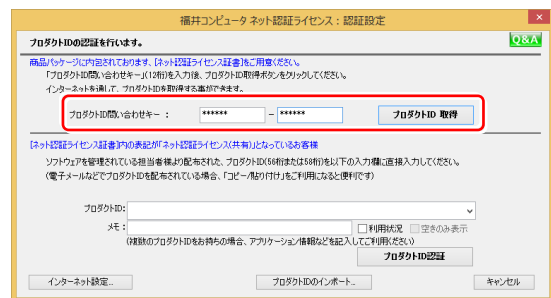 福井コンピュータ ネット認証ライセンス：認証設定
プロダクトIDの認証を行います。
Q&A
商品パッケージに内包されております、[ネット認証ライセンス証書]をご用意ください。
「プロダクトID問い合わせキー」(12桁)を入力後、プロダクトID取得ボタンをクリックしてください。
インターネットを通して、プロダクトIDを取得する事ができます。
プロダクトID問い合わせキー : ****** - ****** プロダクトID 取得
[ネット認証ライセンス証書]内の表記が「ネット認証ライセンス(共有)」となっているお客様
ソフトウェアを管理されている担当者様より配布された、プロダクトID(56桁または58桁)を以下の入力欄に直接入力してください。
(電子メールなどでプロダクトIDを配布されている場合、「コピー/貼り付け」をご利用になると便利です)
プロダクトID:
メモ : 利用状況 空きのみ表示
(複数のプロダクトIDをお持ちの場合、アプリケーション情報などを記入してご利用ください)
プロダクトID認証
インターネット設定... プロダクトIDのインポート... キャンセル